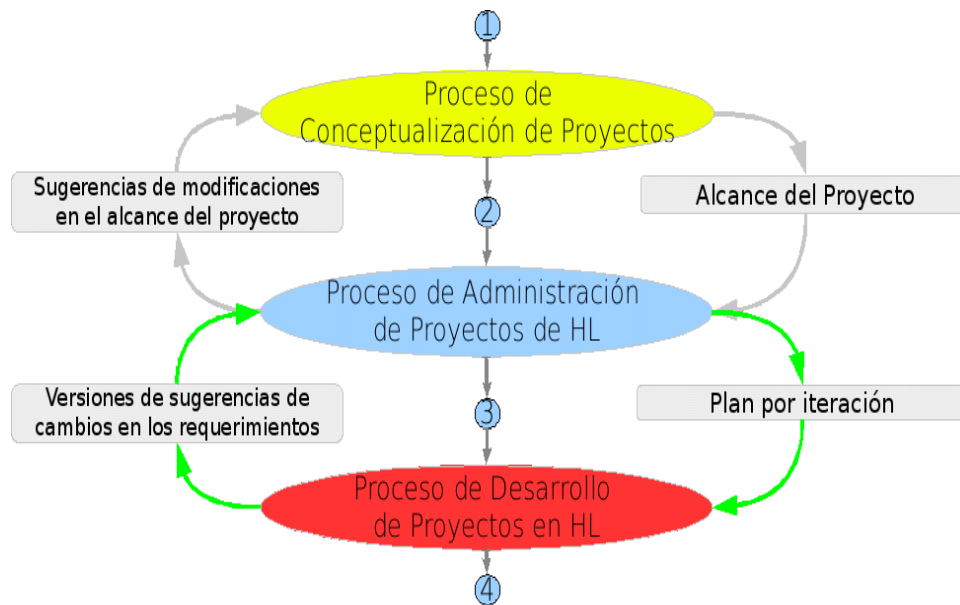 1
Proceso de
Conceptualización de Proyectos
Sugerencias de modificaciones
en el alcance del proyecto
Alcance del Proyecto
2
Proceso de Administración
de Proyectos de HL
Versiones de sugerencias de
cambios en los requerimientos
Plan por iteración
3
Proceso de Desarrollo
de Proyectos en HL
4